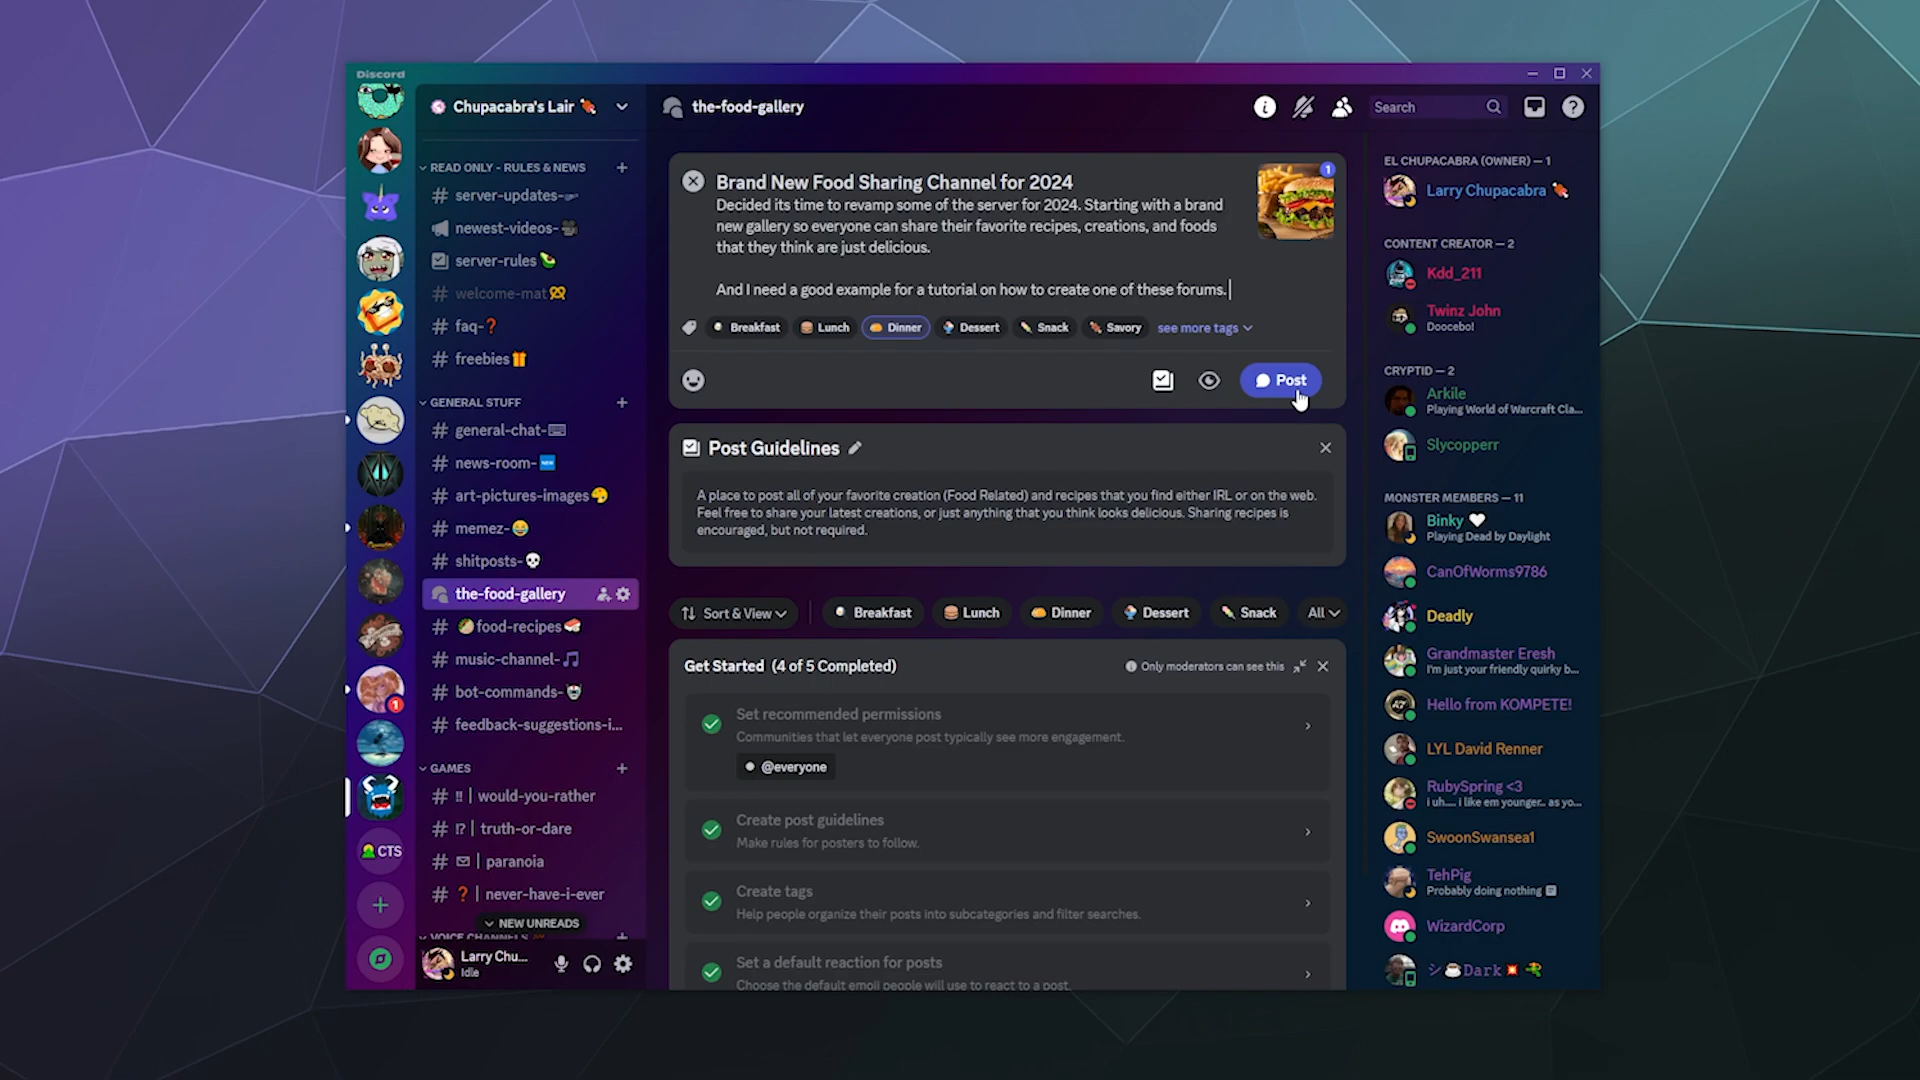 Discord
Chupacabra's Lair
the-food-gallery
Search
READ ONLY - RULES & NEWS
server-updates-
newest-videos-
server-rules
welcome-mat
faq-❓
freebies
GENERAL STUFF
general-chat-
news-room-
art-pictures-images
memez-
shitposts-
the-food-gallery
food-recipes
music-channel-
bot-commands-
feedback-suggestions-i...
GAMES
‼ | would-you-rather
⁉ | truth-or-dare
| paranoia
❓ | never-have-i-ever
NEW UNREADS
VOICE CHANNELS
CTS
1
Larry Chu...
Idle
Brand New Food Sharing Channel for 2024
1
Decided its time to revamp some of the server for 2024. Starting with a brand
new gallery so everyone can share their favorite recipes, creations, and foods
that they think are just delicious.
And I need a good example for a tutorial on how to create one of these forums.
Breakfast Lunch Dinner Dessert Snack Savory see more tags
Post
Post Guidelines
A place to post all of your favorite creation (Food Related) and recipes that you find either IRL or on the web.
Feel free to share your latest creations, or just anything that you think looks delicious. Sharing recipes is
encouraged, but not required.
Sort & View Breakfast Lunch Dinner Dessert Snack All
Get Started (4 of 5 Completed)
Only moderators can see this
Set recommended permissions
Communities that let everyone post typically see more engagement.
@everyone
Create post guidelines
Make rules for posters to follow.
Create tags
Help people organize their posts into subcategories and filter searches.
Set a default reaction for posts
Choose the default emoji people will use to react to a post.
EL CHUPACABRA (OWNER) — 1
Larry Chupacabra
CONTENT CREATOR — 2
Kdd_211
Twinz John
Doocebo!
CRYPTID — 2
Arkile
Playing World of Warcraft Cla...
Slycopperr
MONSTER MEMBERS — 11
Binky
Playing Dead by Daylight
CanOfWorms9786
Deadly
Grandmaster Eresh
I'm just your friendly quirky b...
Hello from KOMPETE!
LYL David Renner
RubySpring <3
i uh.... i like em younger.. as yo...
SwoonSwansea1
TehPig
Probably doing nothing
WizardCorp
シ Dark